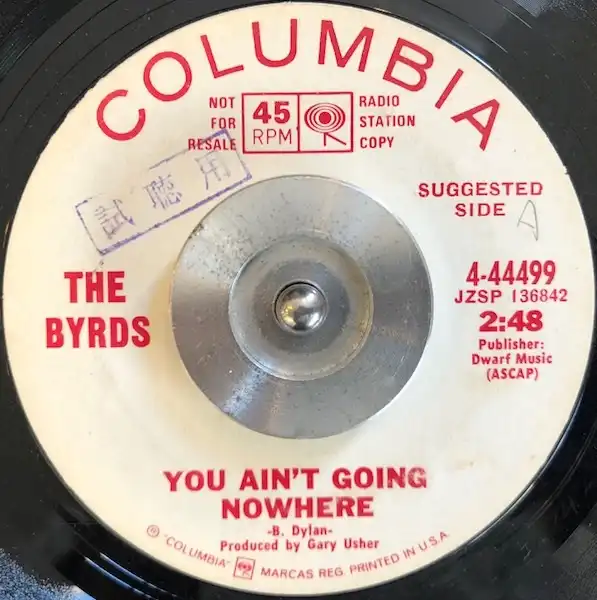 COLUMBIA
NOT
FOR
RESALE
45
RPM
RADIO
STATION
COPY
試聴用
SUGGESTED
SIDE A
4-44499
JZSP 136842
2:48
Publisher:
Dwarf Music
(ASCAP)
THE
BYRDS
YOU AIN'T GOING
NOWHERE
-B. Dylan-
Produced by Gary Usher
® "COLUMBIA" MARCAS REG. PRINTED IN U.S.A.